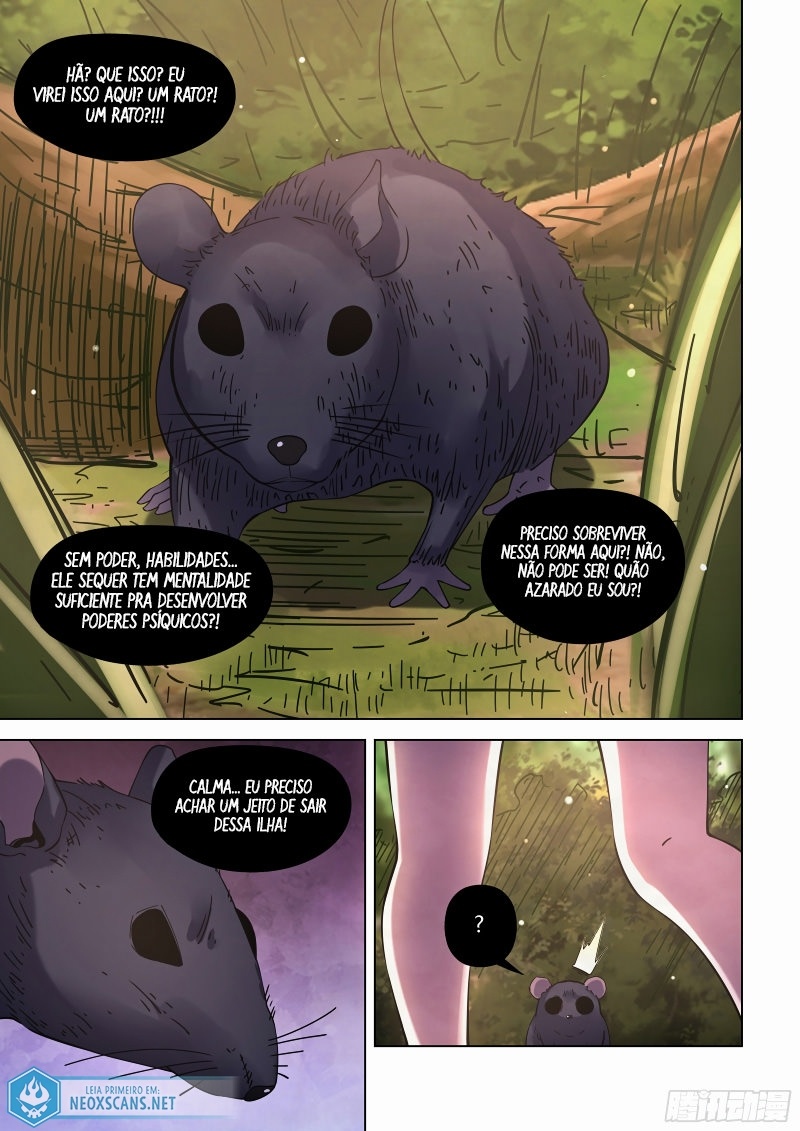 HÃ? QUE ISSO? EU
VIREI ISSO AQUI? UM RATO?!
UM RATO?!!!
SEM PODER, HABILIDADES...
ELE SEQUER TEM MENTALIDADE
SUFICIENTE PRA DESENVOLVER
PODERES PSÍQUICOS?!
PRECISO SOBREVIVER
NESSA FORMA AQUI?! NÃO,
NÃO PODE SER! QUÃO
AZARADO EU SOU?!
CALMA... EU PRECISO
ACHAR UM JEITO DE SAIR
DESSA ILHA!
?
LEIA PRIMEIRO EM:
NEOXSCANS.NET
腾讯动漫